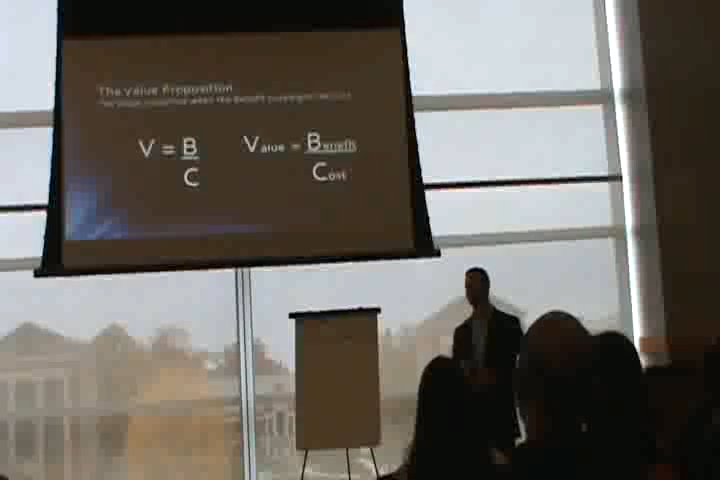 The Value Proposition
V = B Value = Benefit
C Cost